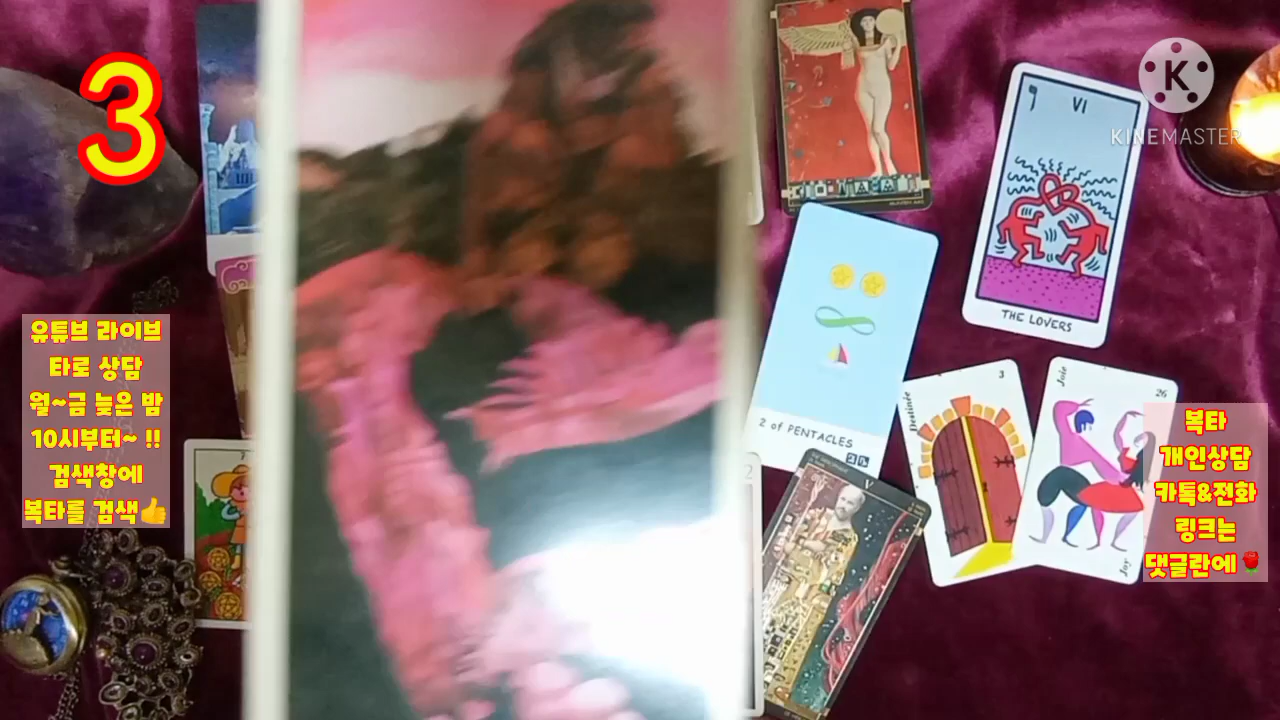 3
유튜브 라이브
타로 상담
월~금 늦은 밤
10시부터~ !!
검색창에
복타를 검색👍
K
KINEMASTER
VI
THE LOVERS
2 of PENTACLES
Destinée
3
Joie
26
Joy
V
복타
개인상담
카톡&전화
링크는
댓글란에🌹